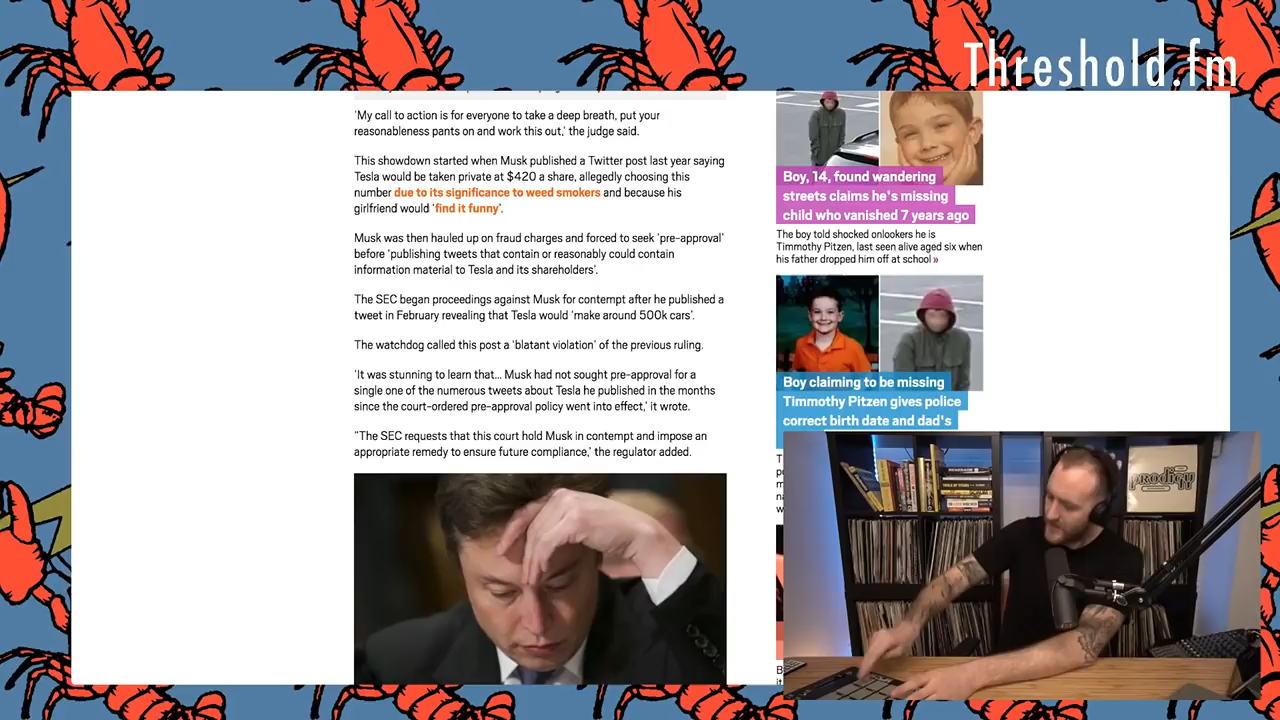 Threshold.fm
'My call to action is for everyone to take a deep breath, put your
reasonableness pants on and work this out,' the judge said.
This showdown started when Musk published a Twitter post last year saying
Tesla would be taken private at $420 a share, allegedly choosing this
number due to its significance to weed smokers and because his
girlfriend would 'find it funny'.
Musk was then hauled up on fraud charges and forced to seek 'pre-approval'
before 'publishing tweets that contain or reasonably could contain
information material to Tesla and its shareholders'.
The SEC began proceedings against Musk for contempt after he published a
tweet in February revealing that Tesla would 'make around 500k cars'.
The watchdog called this post a 'blatant violation' of the previous ruling.
'It was stunning to learn that... Musk had not sought pre-approval for a
single one of the numerous tweets about Tesla he published in the months
since the court-ordered pre-approval policy went into effect,' it wrote.
"The SEC requests that this court hold Musk in contempt and impose an
appropriate remedy to ensure future compliance,' the regulator added.
Boy, 14, found wandering
streets claims he's missing
child who vanished 7 years ago
The boy told shocked onlookers he is
Timmothy Pitzen, last seen alive aged six when
his father dropped him off at school »
Boy claiming to be missing
Timmothy Pitzen gives police
correct birth date and dad's
Prodigy